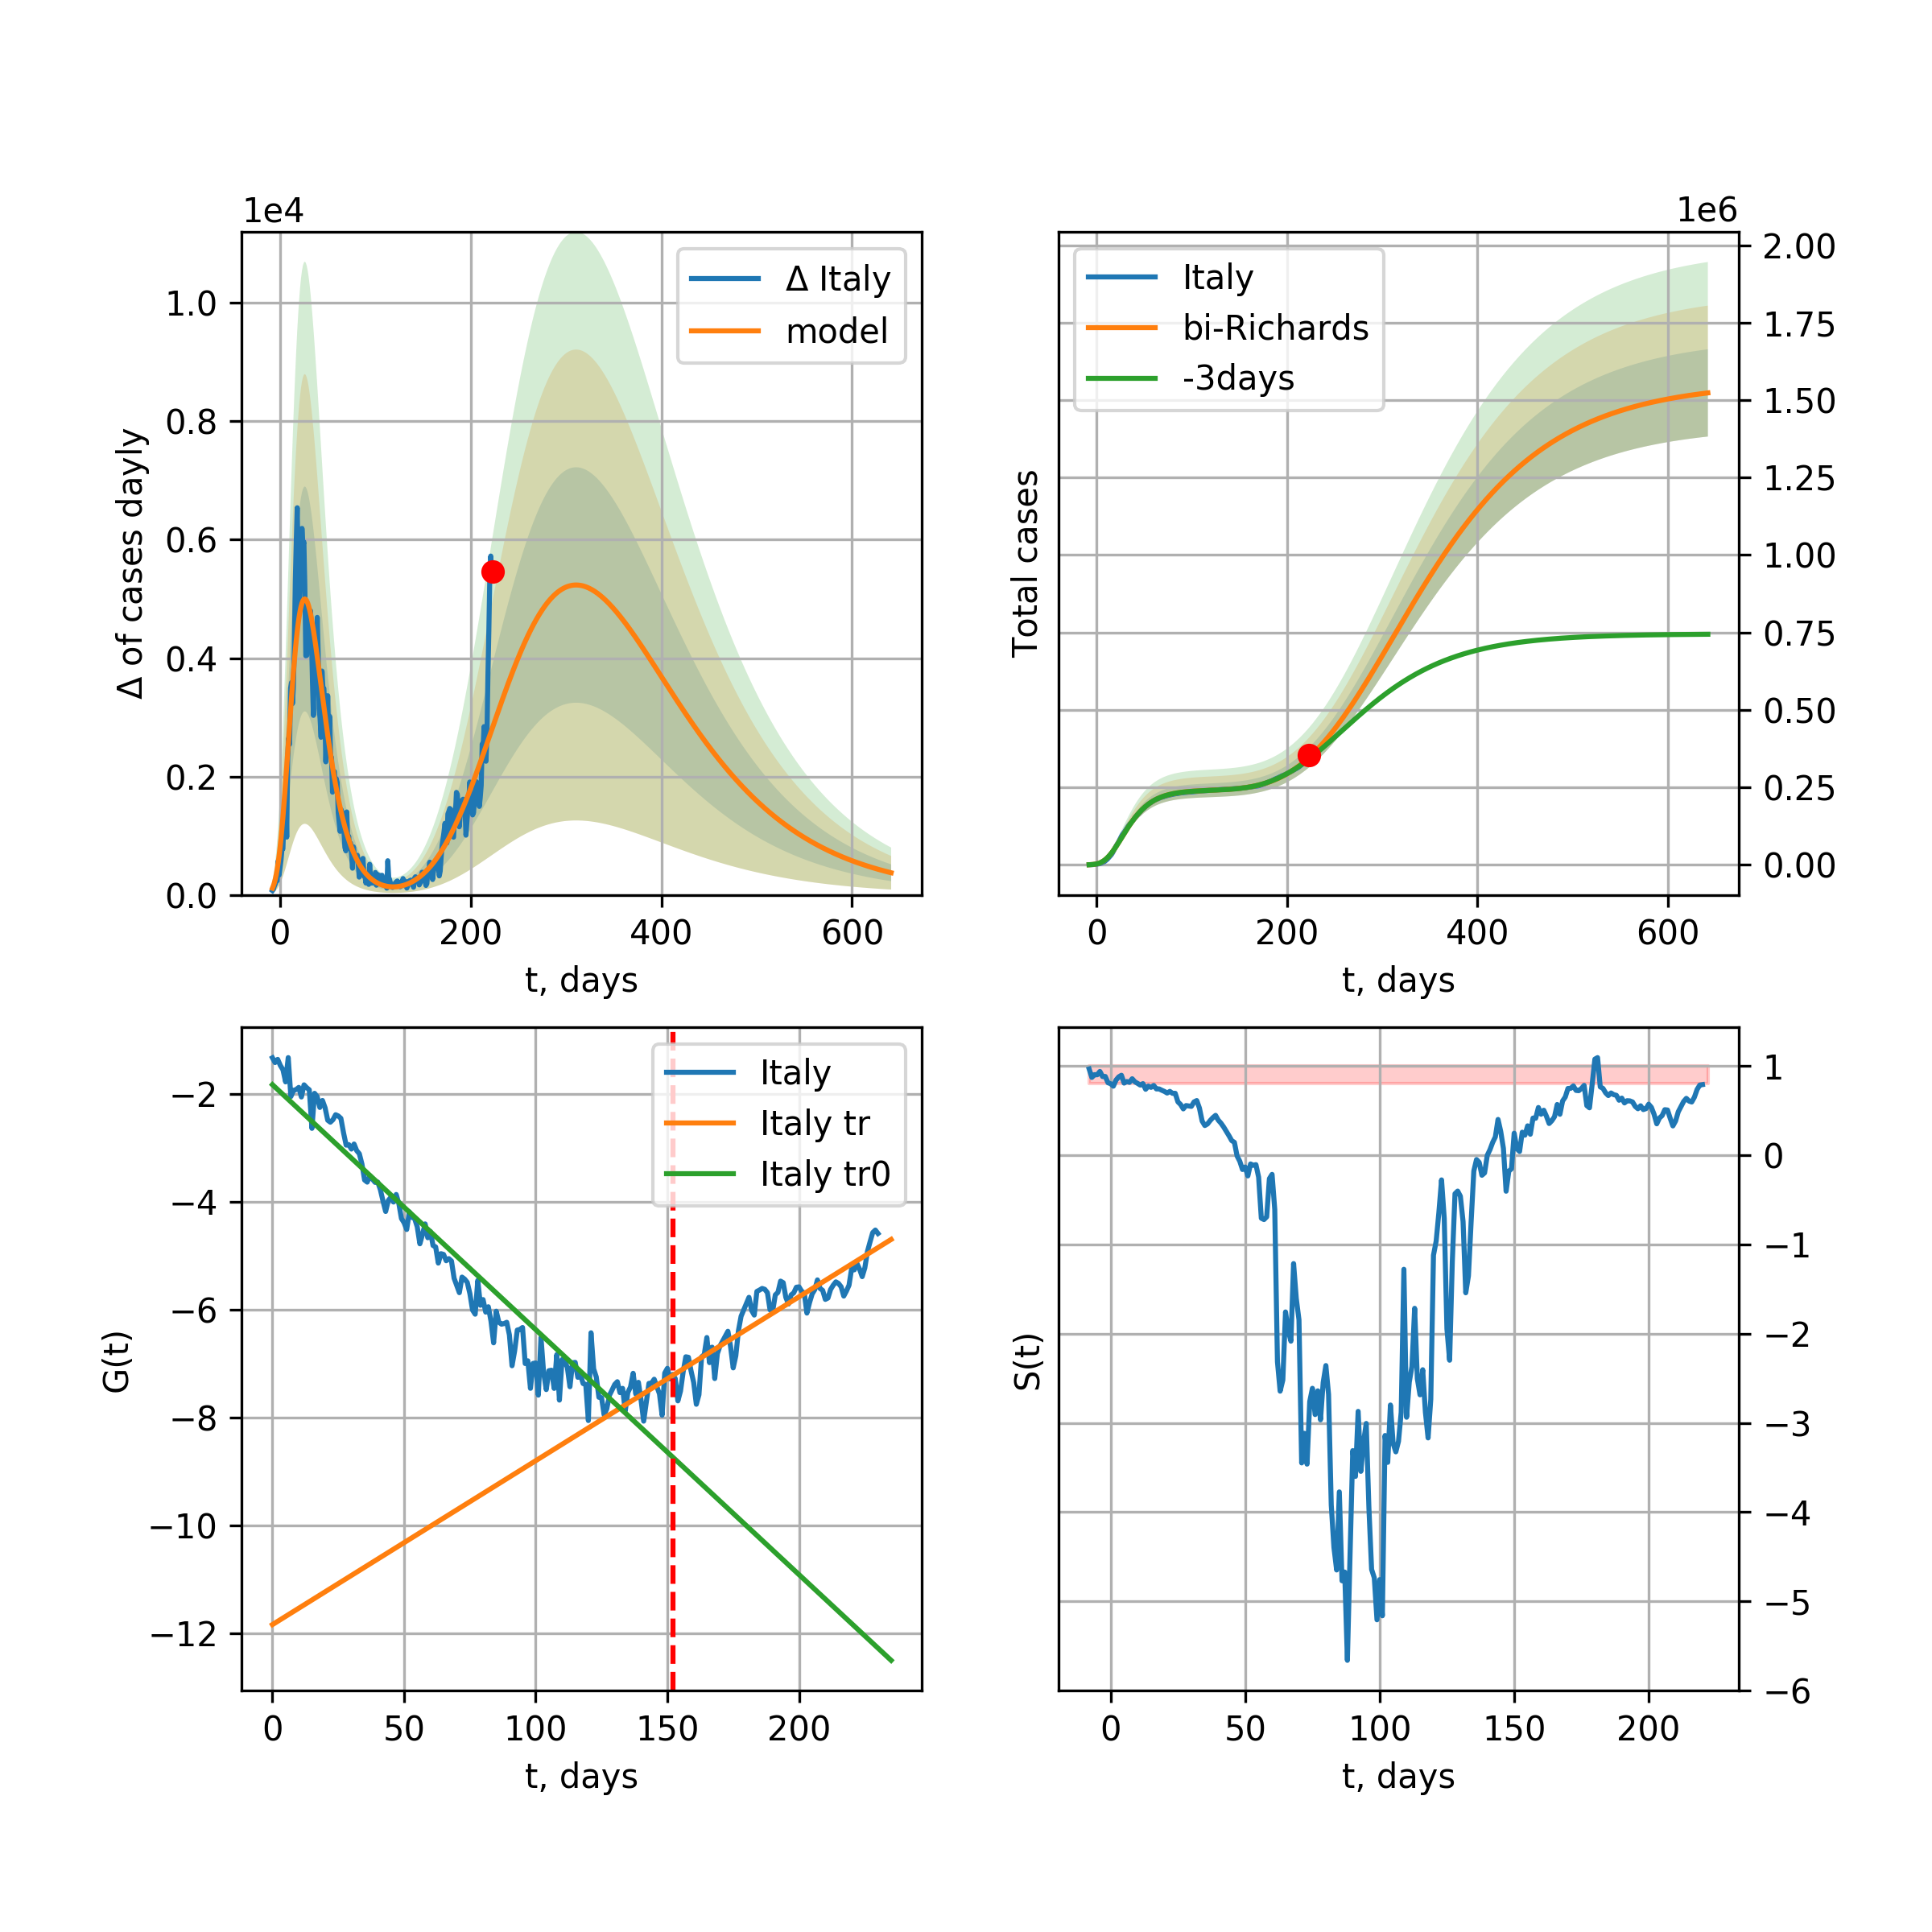 1e4
Δ of cases dayly
1.0
0.8
0.6
0.4
0.2
0.0
Δ Italy
model
0 200 400 600
t, days
1e6
Total cases
Italy
bi-Richards
-3days
2.00
1.75
1.50
1.25
1.00
0.75
0.50
0.25
0.00
0 200 400 600
t, days
G(t)
−2
−4
−6
−8
−10
−12
Italy
Italy tr
Italy tr0
0 50 100 150 200
t, days
S(t)
1
0
−1
−2
−3
−4
−5
−6
0 50 100 150 200
t, days